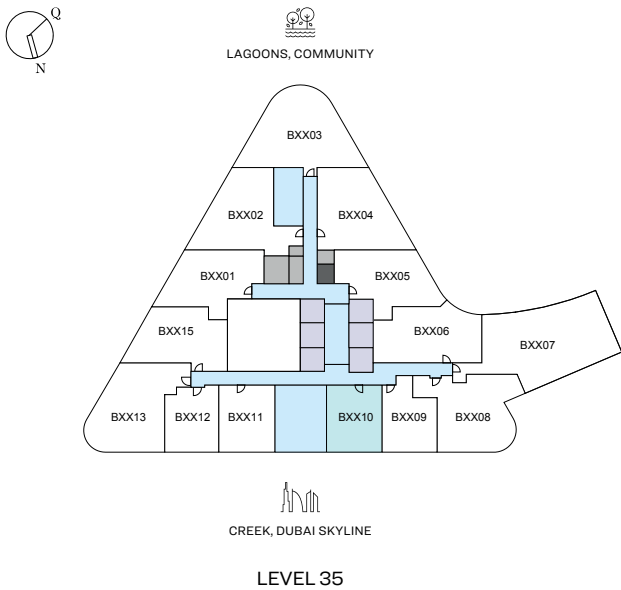 Q
N
LAGOONS, COMMUNITY
BXX03
BXX02 BXX04
BXX01 BXX05
BXX15 BXX06 BXX07
BXX13 BXX12 BXX11 BXX10 BXX09 BXX08
CREEK, DUBAI SKYLINE
LEVEL 35